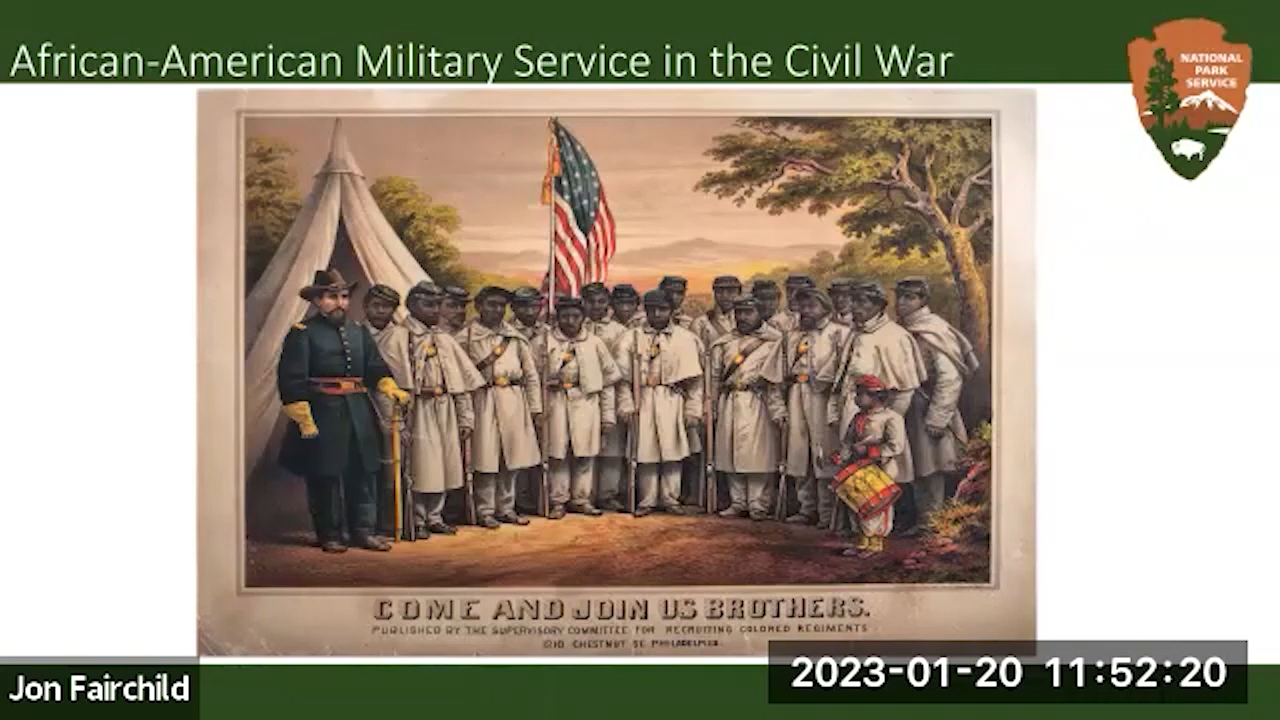 African-American Military Service in the Civil War
NATIONAL
PARK
SERVICE
COME AND JOIN US BROTHERS.
PUBLISHED BY THE SUPERVISORY COMMITTEE FOR RECRUITING COLORED REGIMENTS
1210 CHESTNUT ST PHILADELPHIA.
Jon Fairchild
2023-01-20 11:52:20